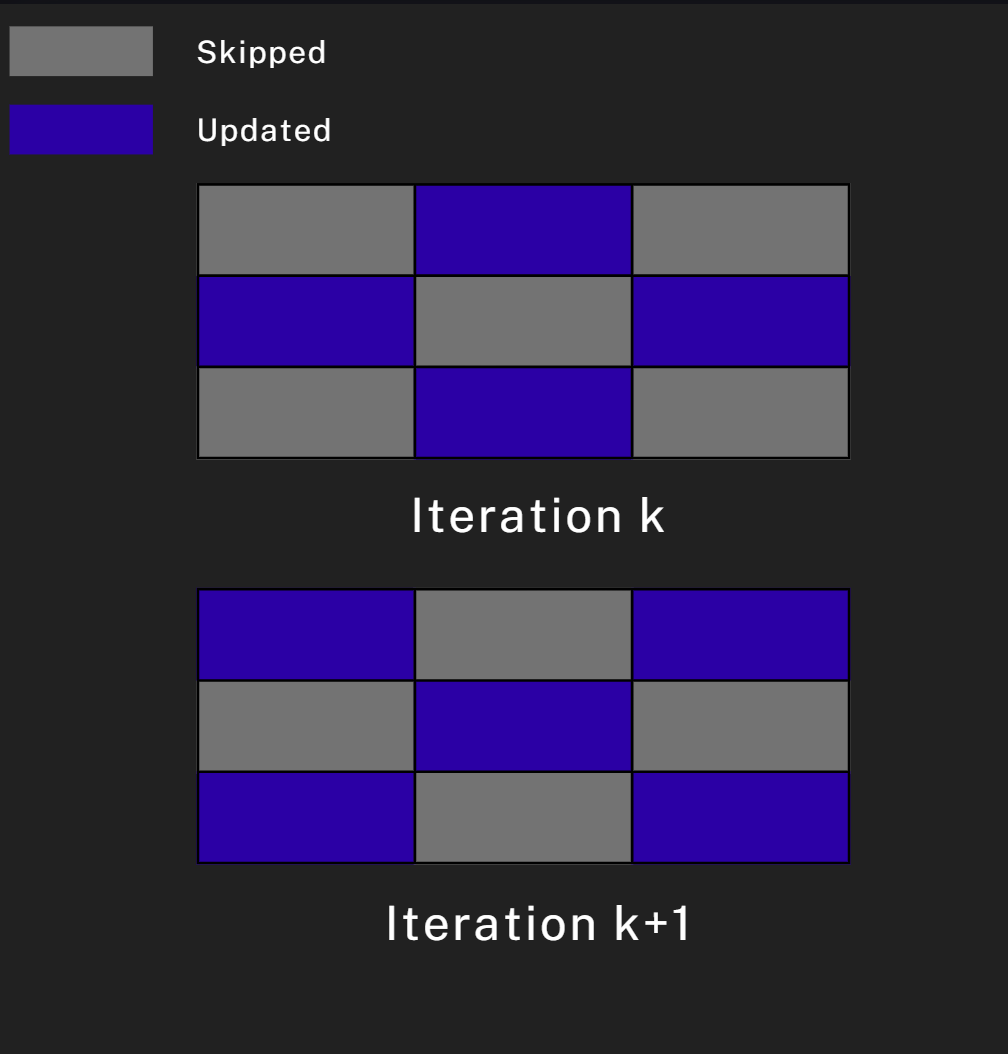 Skipped
Updated
Iteration k
Iteration k+1